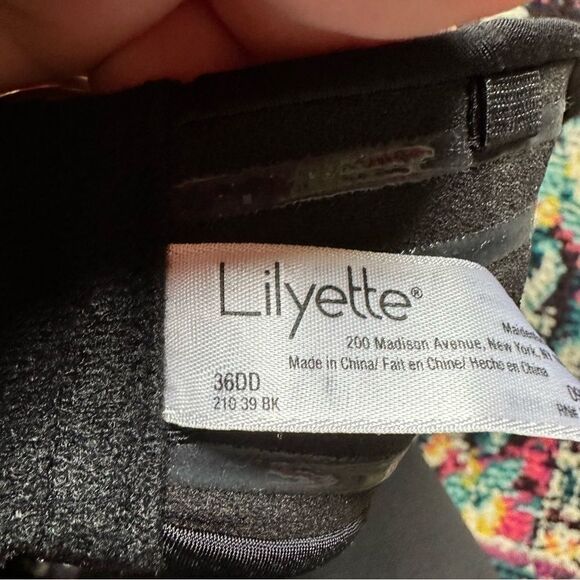 Lilyette®
200 Madison Avenue, New York, NY
Made in China/ Fait en Chine/ Hecho en China
36DD
210 39 BK